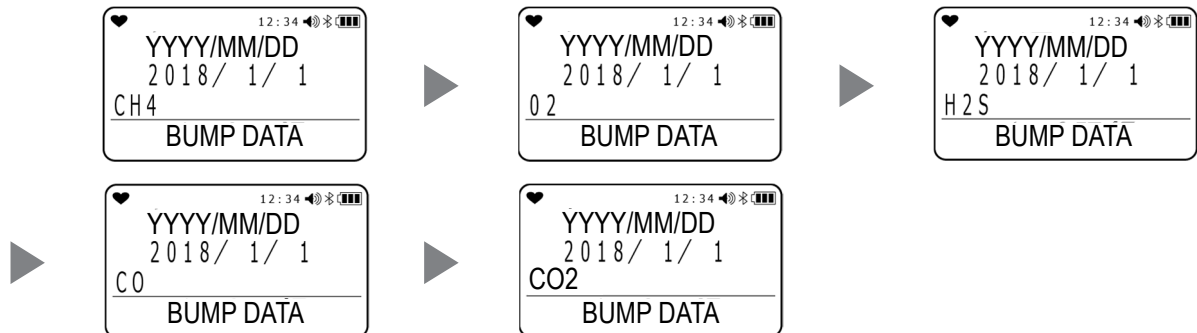 12:34
YYYY/MM/DD
2018/ 1/ 1
CH4
BUMP DATA
12:34
YYYY/MM/DD
2018/ 1/ 1
O2
BUMP DATA
12:34
YYYY/MM/DD
2018/ 1/ 1
H2S
BUMP DATA
12:34
YYYY/MM/DD
2018/ 1/ 1
CO
BUMP DATA
12:34
YYYY/MM/DD
2018/ 1/ 1
CO2
BUMP DATA